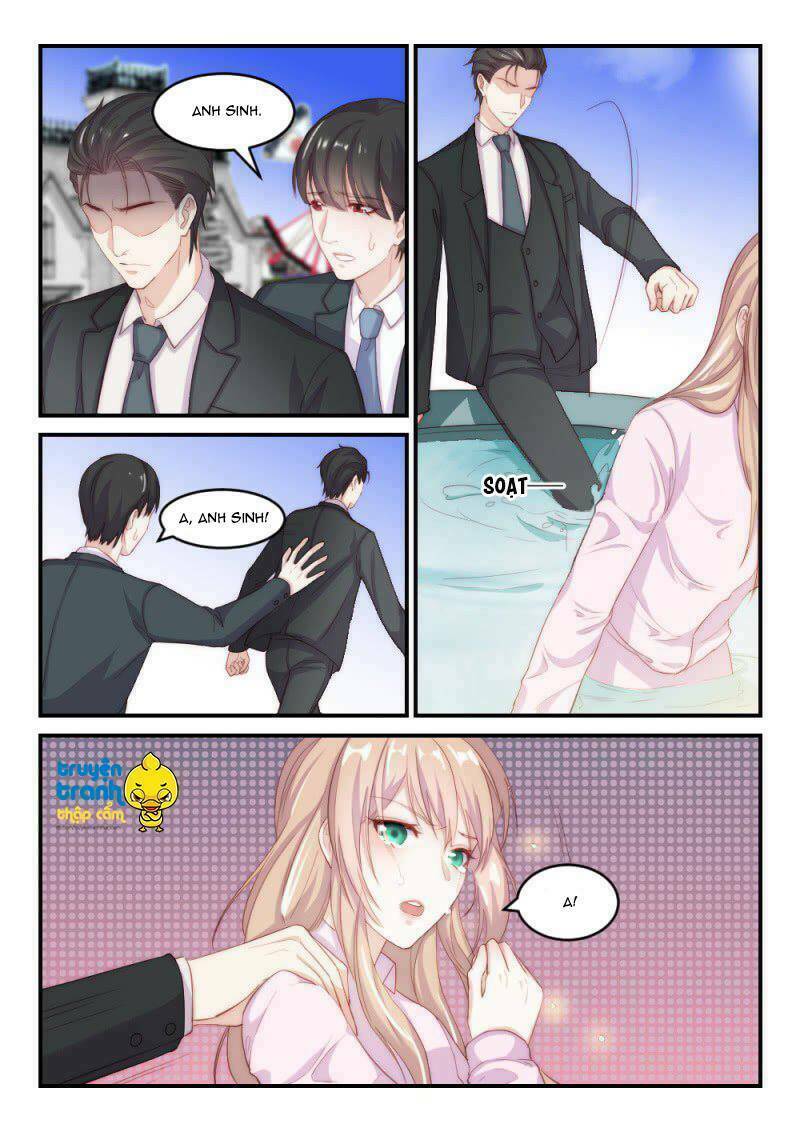 ANH SINH.
A, ANH SINH!
SOẠT
truyện
tranh
thập cẩm
A!